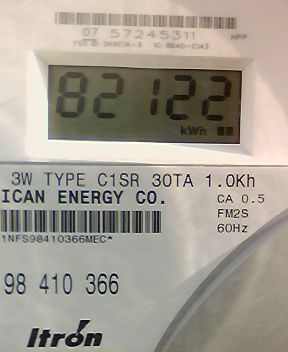 07 57245311
82122
kWh
3W TYPE C1SR 30TA 1.0Kh
ICAN ENERGY CO.
CA 0.5
FM2S
60Hz
1NFS98410366MEC*
98 410 366
Itron